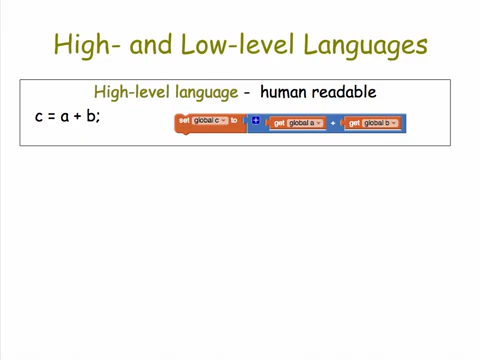 High- and Low-level Languages
High-level language - human readable
c = a + b;
set global c to get global a + get global b